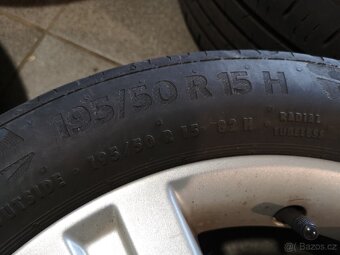 195/50 R 15 H
OUTSIDE - 195/50 R 15 - 82 H - RADIAL
TUBELESS
Bazos.cz